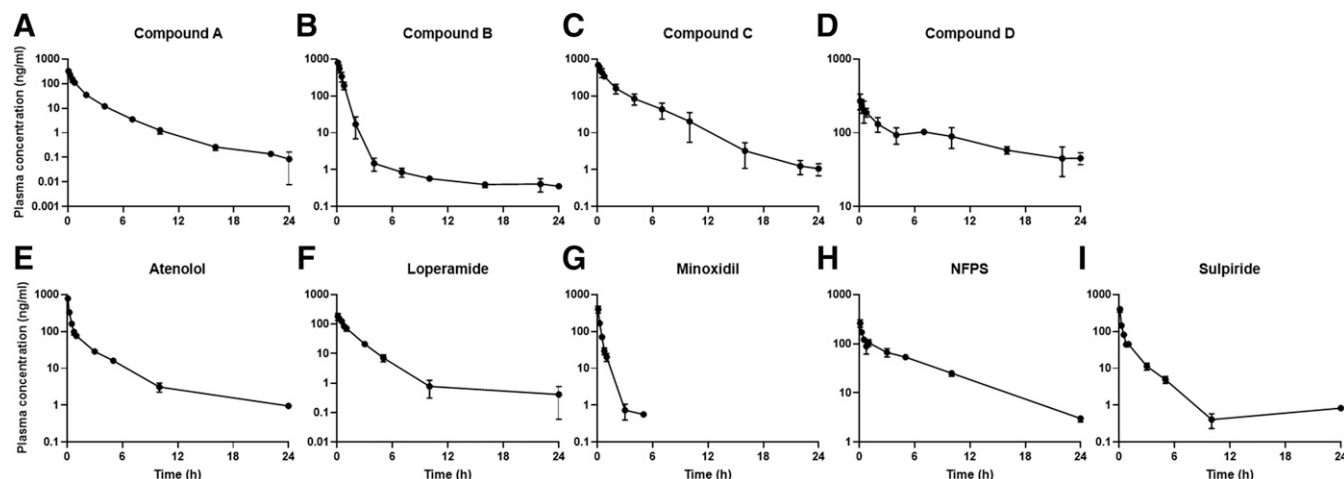 A Compound A
B Compound B
C Compound C
D Compound D
Plasma concentration (ng/ml)
1000
100
10
1
0.1
0.01
0.001
0 6 12 18 24
1000
100
10
1
0.1
0 6 12 18 24
1000
100
10
1
0.1
0 6 12 18 24
1000
100
10
0 6 12 18 24
E Atenolol
F Loperamide
G Minoxidil
H NFPS
I Sulpiride
Plasma concentration (ng/ml)
1000
100
10
1
0.1
0 6 12 18 24
Time (h)
1000
100
10
1
0.1
0.01
0 6 12 18 24
Time (h)
1000
100
10
1
0.1
0 6 12 18 24
Time (h)
1000
100
10
1
0 6 12 18 24
Time (h)
1000
100
10
1
0.1
0 6 12 18 24
Time (h)